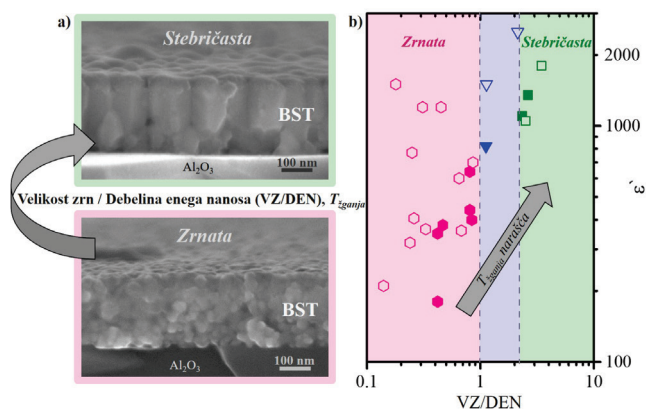 a)
Stebričasta
BST
Al₂O₃
100 nm
Velikost zrn / Debelina enega nanosa (VZ/DEN), Tžganja
Zrnata
BST
Al₂O₃
100 nm
b)
Zrnata
Stebričasta
2000
1000
ε`
Tžganja narašča
100
0.1
1
10
VZ/DEN